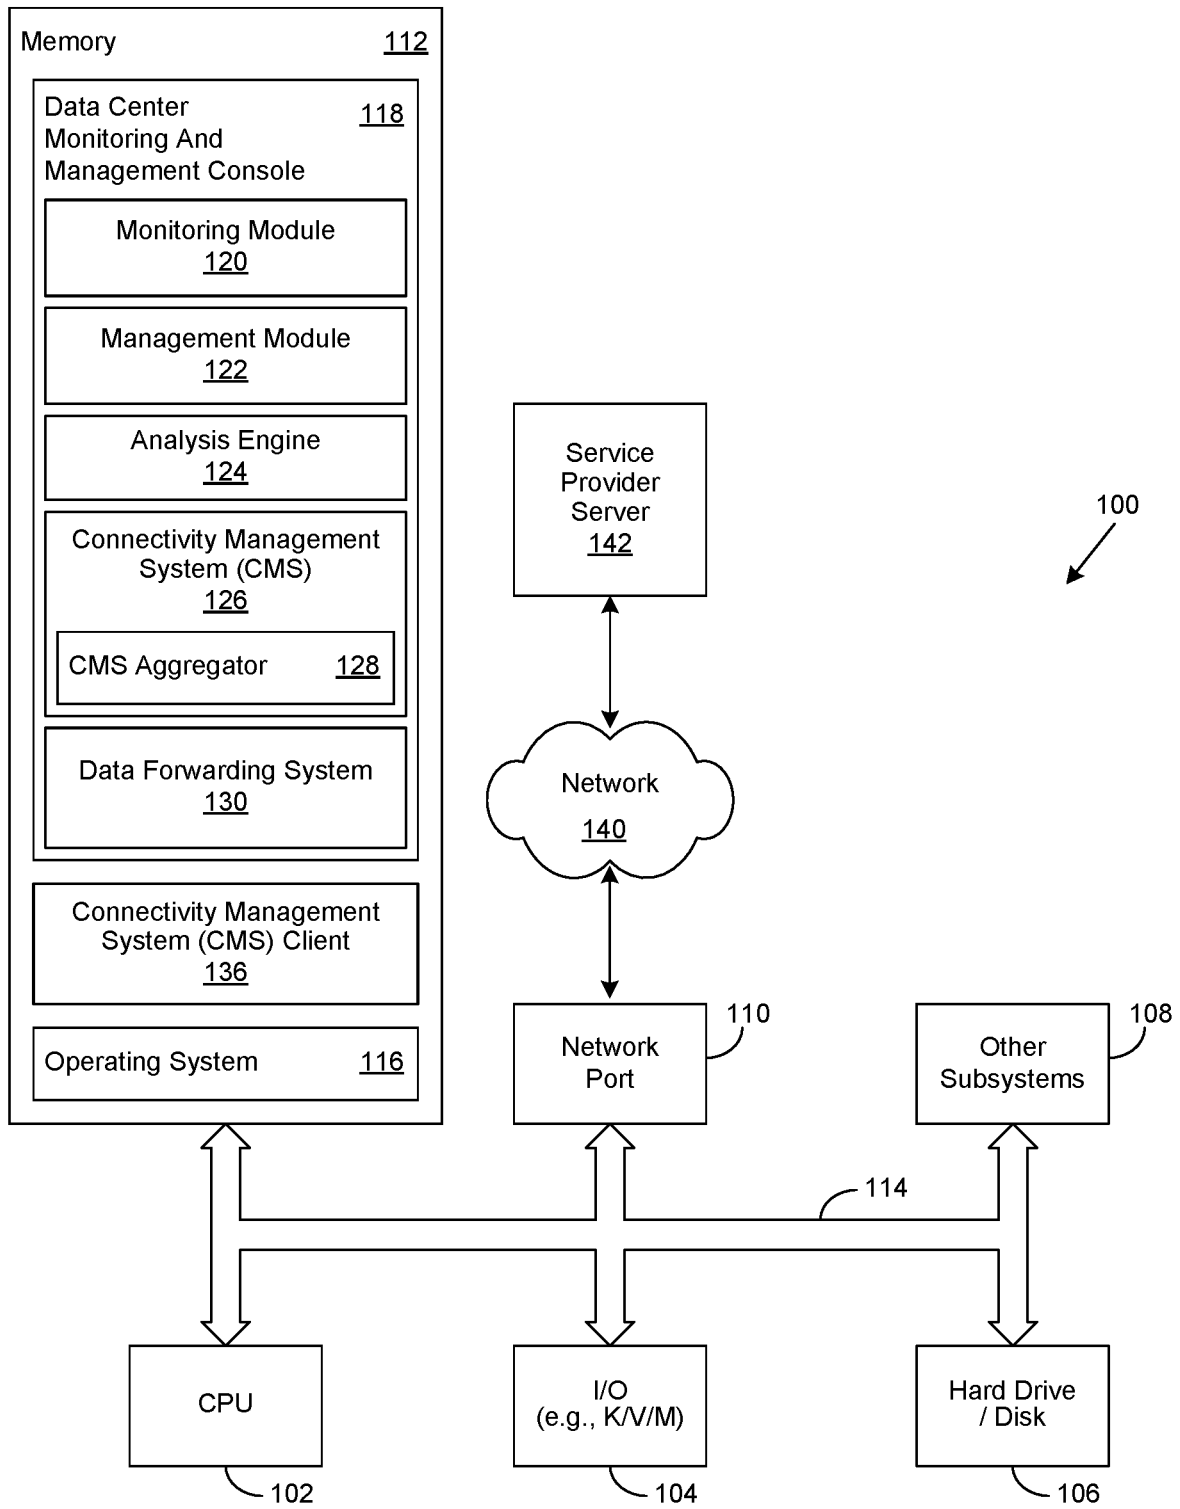 Memory 112
Data Center 118
Monitoring And
Management Console
Monitoring Module
120
Management Module
122
Analysis Engine
124
Connectivity Management
System (CMS)
126
CMS Aggregator 128
Data Forwarding System
130
Connectivity Management
System (CMS) Client
136
Operating System 116
Service
Provider
Server
142
100
Network
140
Network
Port
110
Other
Subsystems
108
114
CPU
102
I/O
(e.g., K/V/M)
104
Hard Drive
/ Disk
106